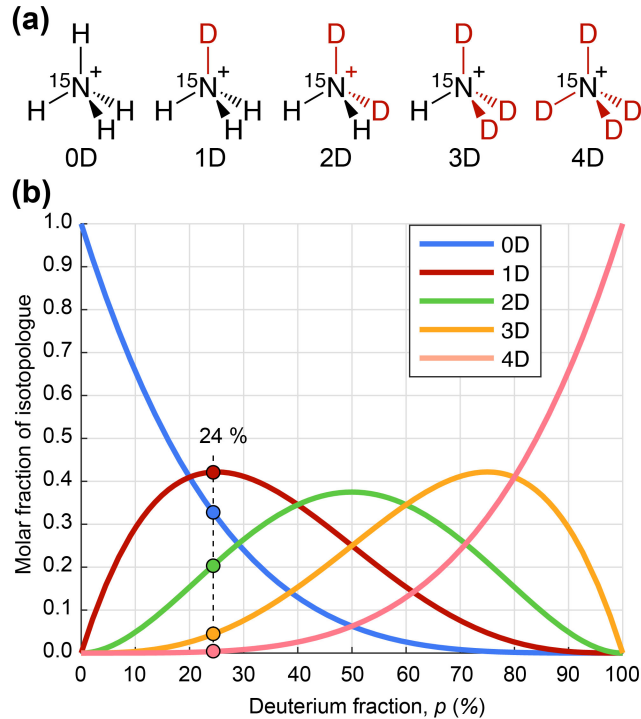 (a)
H D D D D
15N+ 15N+ 15N+ 15N+ 15N+
H H H H H H D H D D D D
H H H D D
0D 1D 2D 3D 4D
(b)
1.0
0.9
0.8
0.7
0.6
0.5
0.4
0.3
0.2
0.1
0.0
Molar fraction of isotopologue
0D
1D
2D
3D
4D
24 %
0 10 20 30 40 50 60 70 80 90 100
Deuterium fraction, p (%)